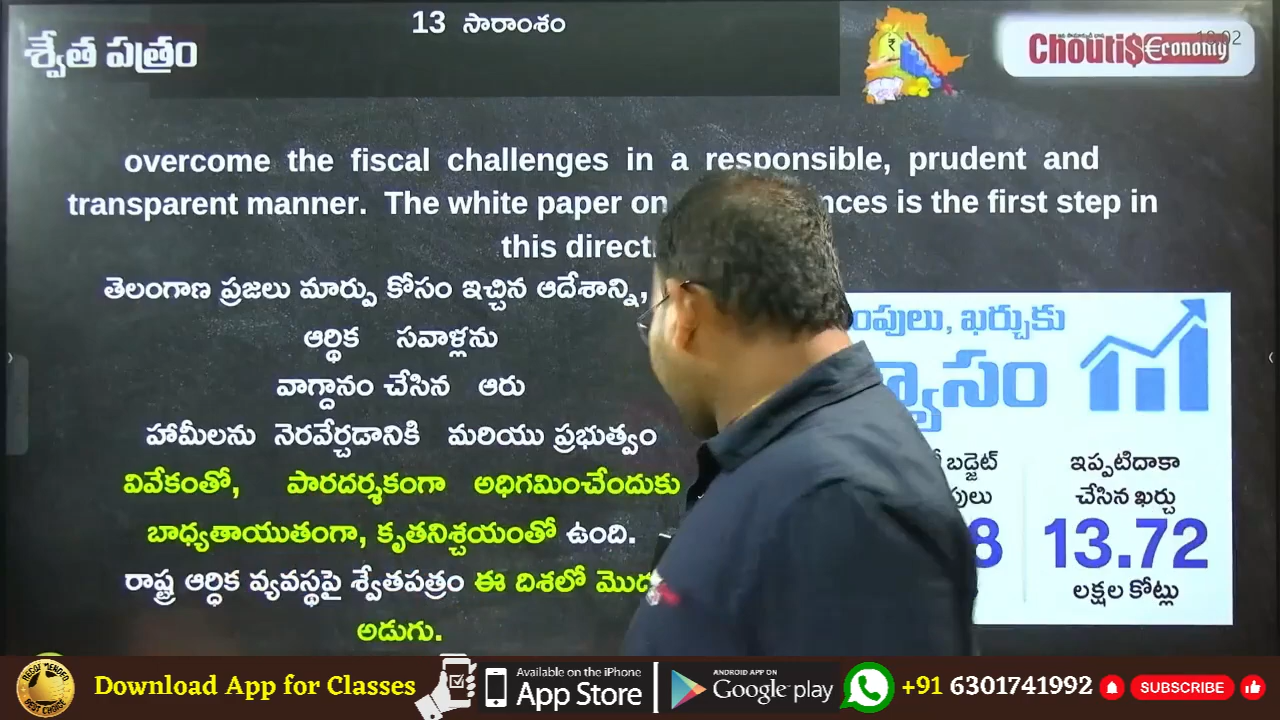 13 సారాంశం
శ్వేత పత్రం
Chouti$ €conomy
overcome the fiscal challenges in a responsible, prudent and
transparent manner. The white paper on is the first step in
this
తెలంగాణ ప్రజలు మార్పు కోసం ఇచ్చిన ఆదేశాన్ని,
ఆర్థిక సవాళ్లను
వాగ్దానం చేసిన ఆరు
హామీలను నెరవేర్చడానికి మరియు ప్రభుత్వం
వివేకంతో, పారదర్శకంగా అధిగమించేందుకు
బాధ్యతాయుతంగా, కృతనిశ్చయంతో ఉంది.
రాష్ట్ర ఆర్ధిక వ్యవస్థపై శ్వేతపత్రం ఈ దిశలో
అడుగు.
ఖర్చుకు
బడ్జెట్
ఇప్పటిదాకా
చేసిన ఖర్చు
13.72
లక్షల కోట్లు
Download App for Classes
Available on the iPhone
App Store
ANDROID APP ON
Google play
+91 6301741992
SUBSCRIBE